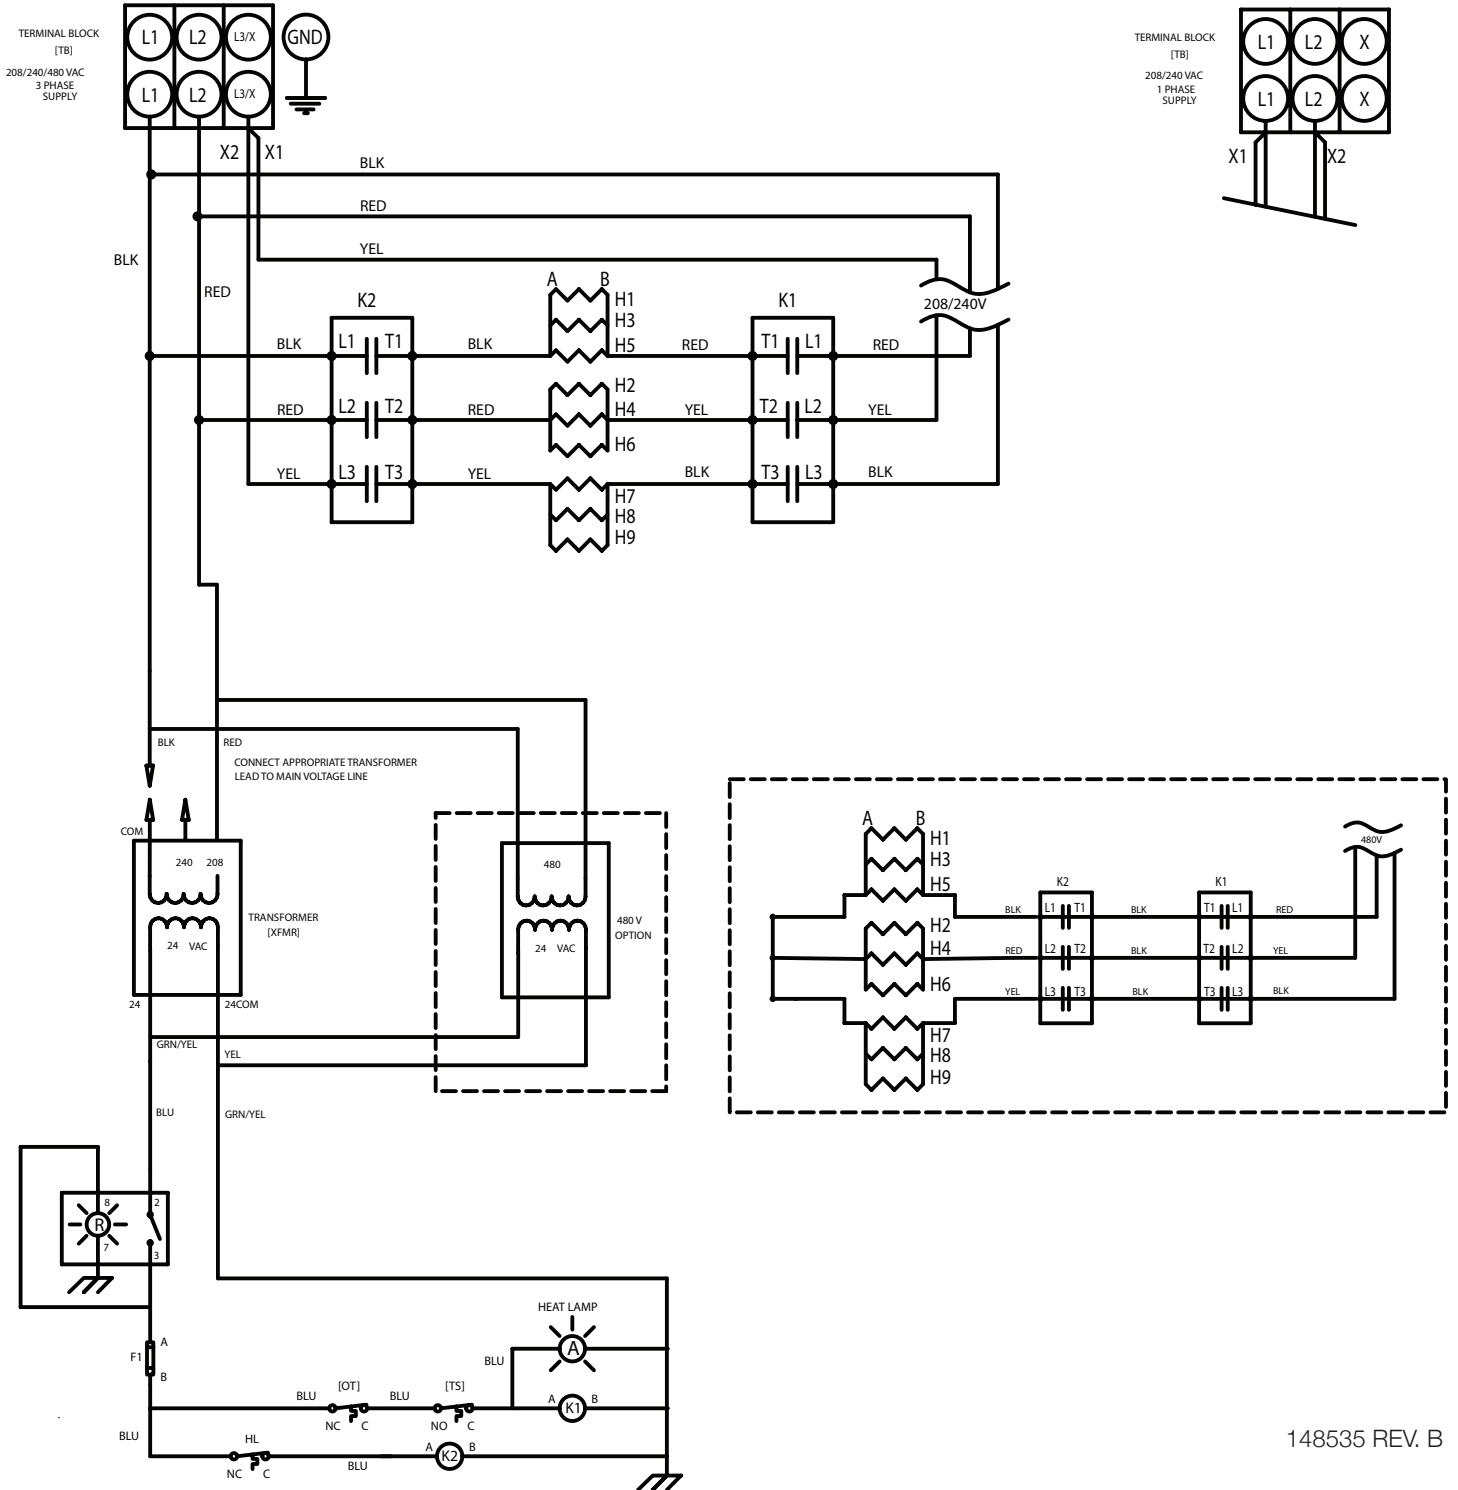 TERMINAL BLOCK
[TB]
208/240/480 VAC
3 PHASE
SUPPLY
L1 L2 L3/X GND
L1 L2 L3/X
X2 X1
TERMINAL BLOCK
[TB]
208/240 VAC
1 PHASE
SUPPLY
L1 L2 X
L1 L2 X
X1 X2
BLK
RED
YEL
BLK
RED
208/240V
K2
A B
K1
H1
H3
H5
BLK L1 T1 BLK RED T1 L1 RED
H2
H4
H6
RED L2 T2 RED YEL T2 L2 YEL
YEL L3 T3 YEL BLK T3 L3 BLK
H7
H8
H9
BLK RED
CONNECT APPROPRIATE TRANSFORMER
LEAD TO MAIN VOLTAGE LINE
COM
240 208
24 VAC
TRANSFORMER
[XFMR]
24 24COM
480
24 VAC
480 V
OPTION
GRN/YEL
YEL
BLU GRN/YEL
A B
H1
H3
H5
H2
H4
H6
H7
H8
H9
480V
K2 K1
BLK L1 T1 BLK T1 L1 RED
RED L2 T2 BLK T2 L2 YEL
YEL L3 T3 BLK T3 L3 BLK
8 2
R
7 3
F1
A
B
HEAT LAMP
A
BLU
[OT] [TS]
BLU BLU
A K1 B
NC C NO C
BLU
HL
NC C
BLU
A K2 B
148535 REV. B